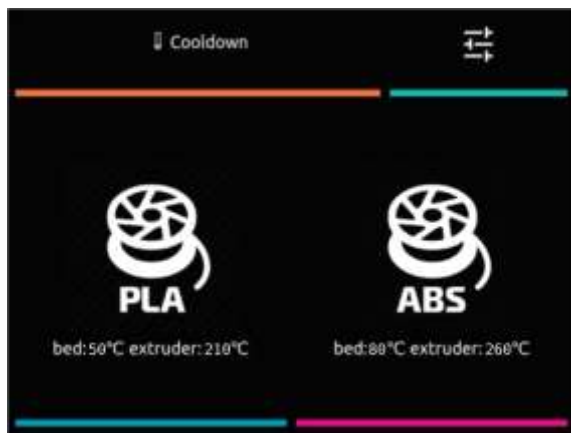 Cooldown
PLA
ABS
bed:50°C extruder:210°C
bed:80°C extruder:260°C